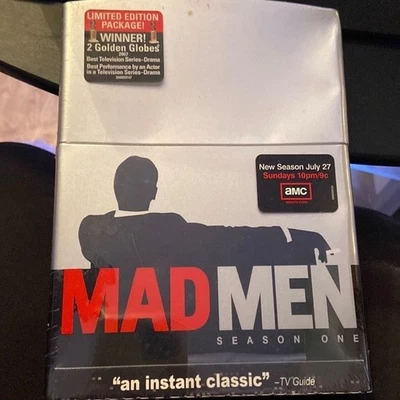 LIMITED EDITION
PACKAGE!
WINNER!
2 Golden Globes
2007
Best Television Series-Drama
Best Performance by an Actor
in a Television Series-Drama
New Season July 27
Sundays 10pm/9c
amc
MAD MEN
SEASON ONE
"an instant classic" –TV Guide